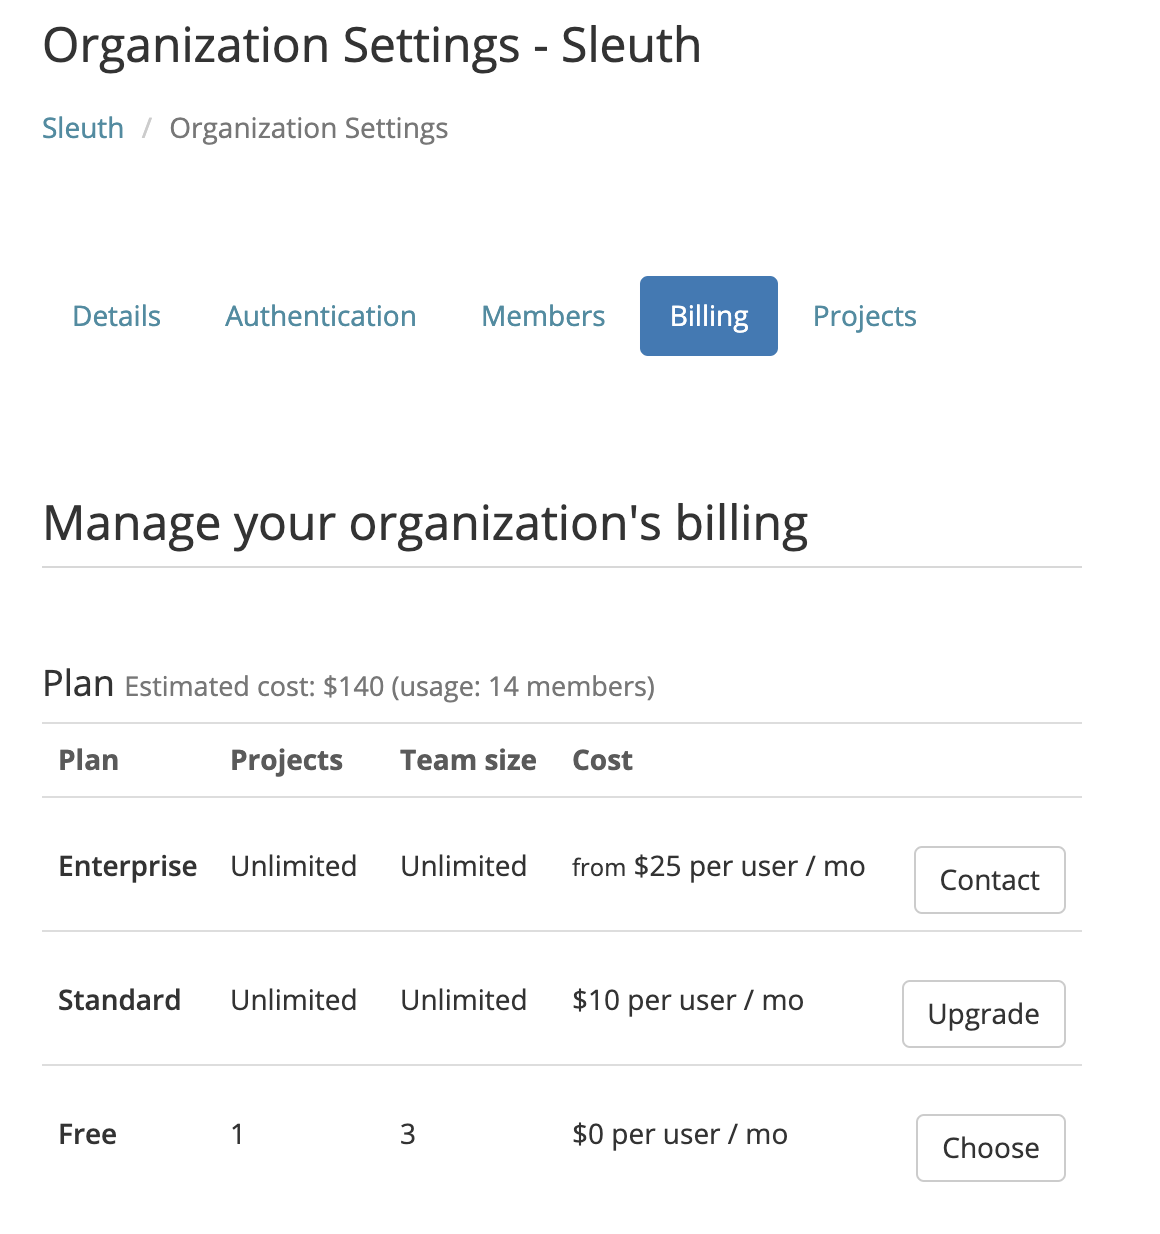 Organization Settings - Sleuth
Sleuth / Organization Settings
Details Authentication Members Billing Projects
Manage your organization's billing
Plan Estimated cost: $140 (usage: 14 members)
Plan Projects Team size Cost
Enterprise Unlimited Unlimited from $25 per user / mo Contact
Standard Unlimited Unlimited $10 per user / mo Upgrade
Free 1 3 $0 per user / mo Choose